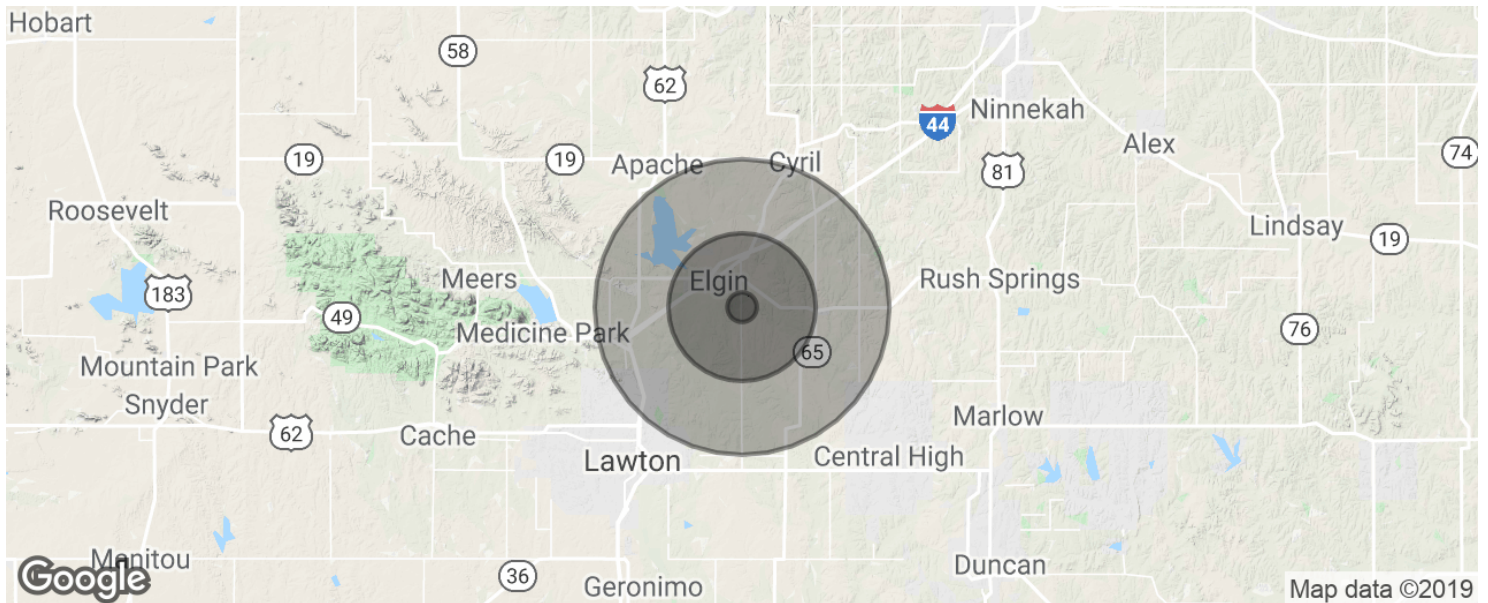 Hobart
58
62
44
Ninnekah
Alex
74
19
19
Apache
Cyril
81
Roosevelt
Lindsay
19
183
Meers
Elgin
Rush Springs
49
Medicine Park
65
76
Mountain Park
Snyder
62
Cache
Marlow
Lawton
Central High
Manitou
Google
36
Geronimo
Duncan
Map data ©2019